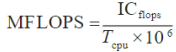 MFLOPS = IC_flops / T_cpu × 10^6